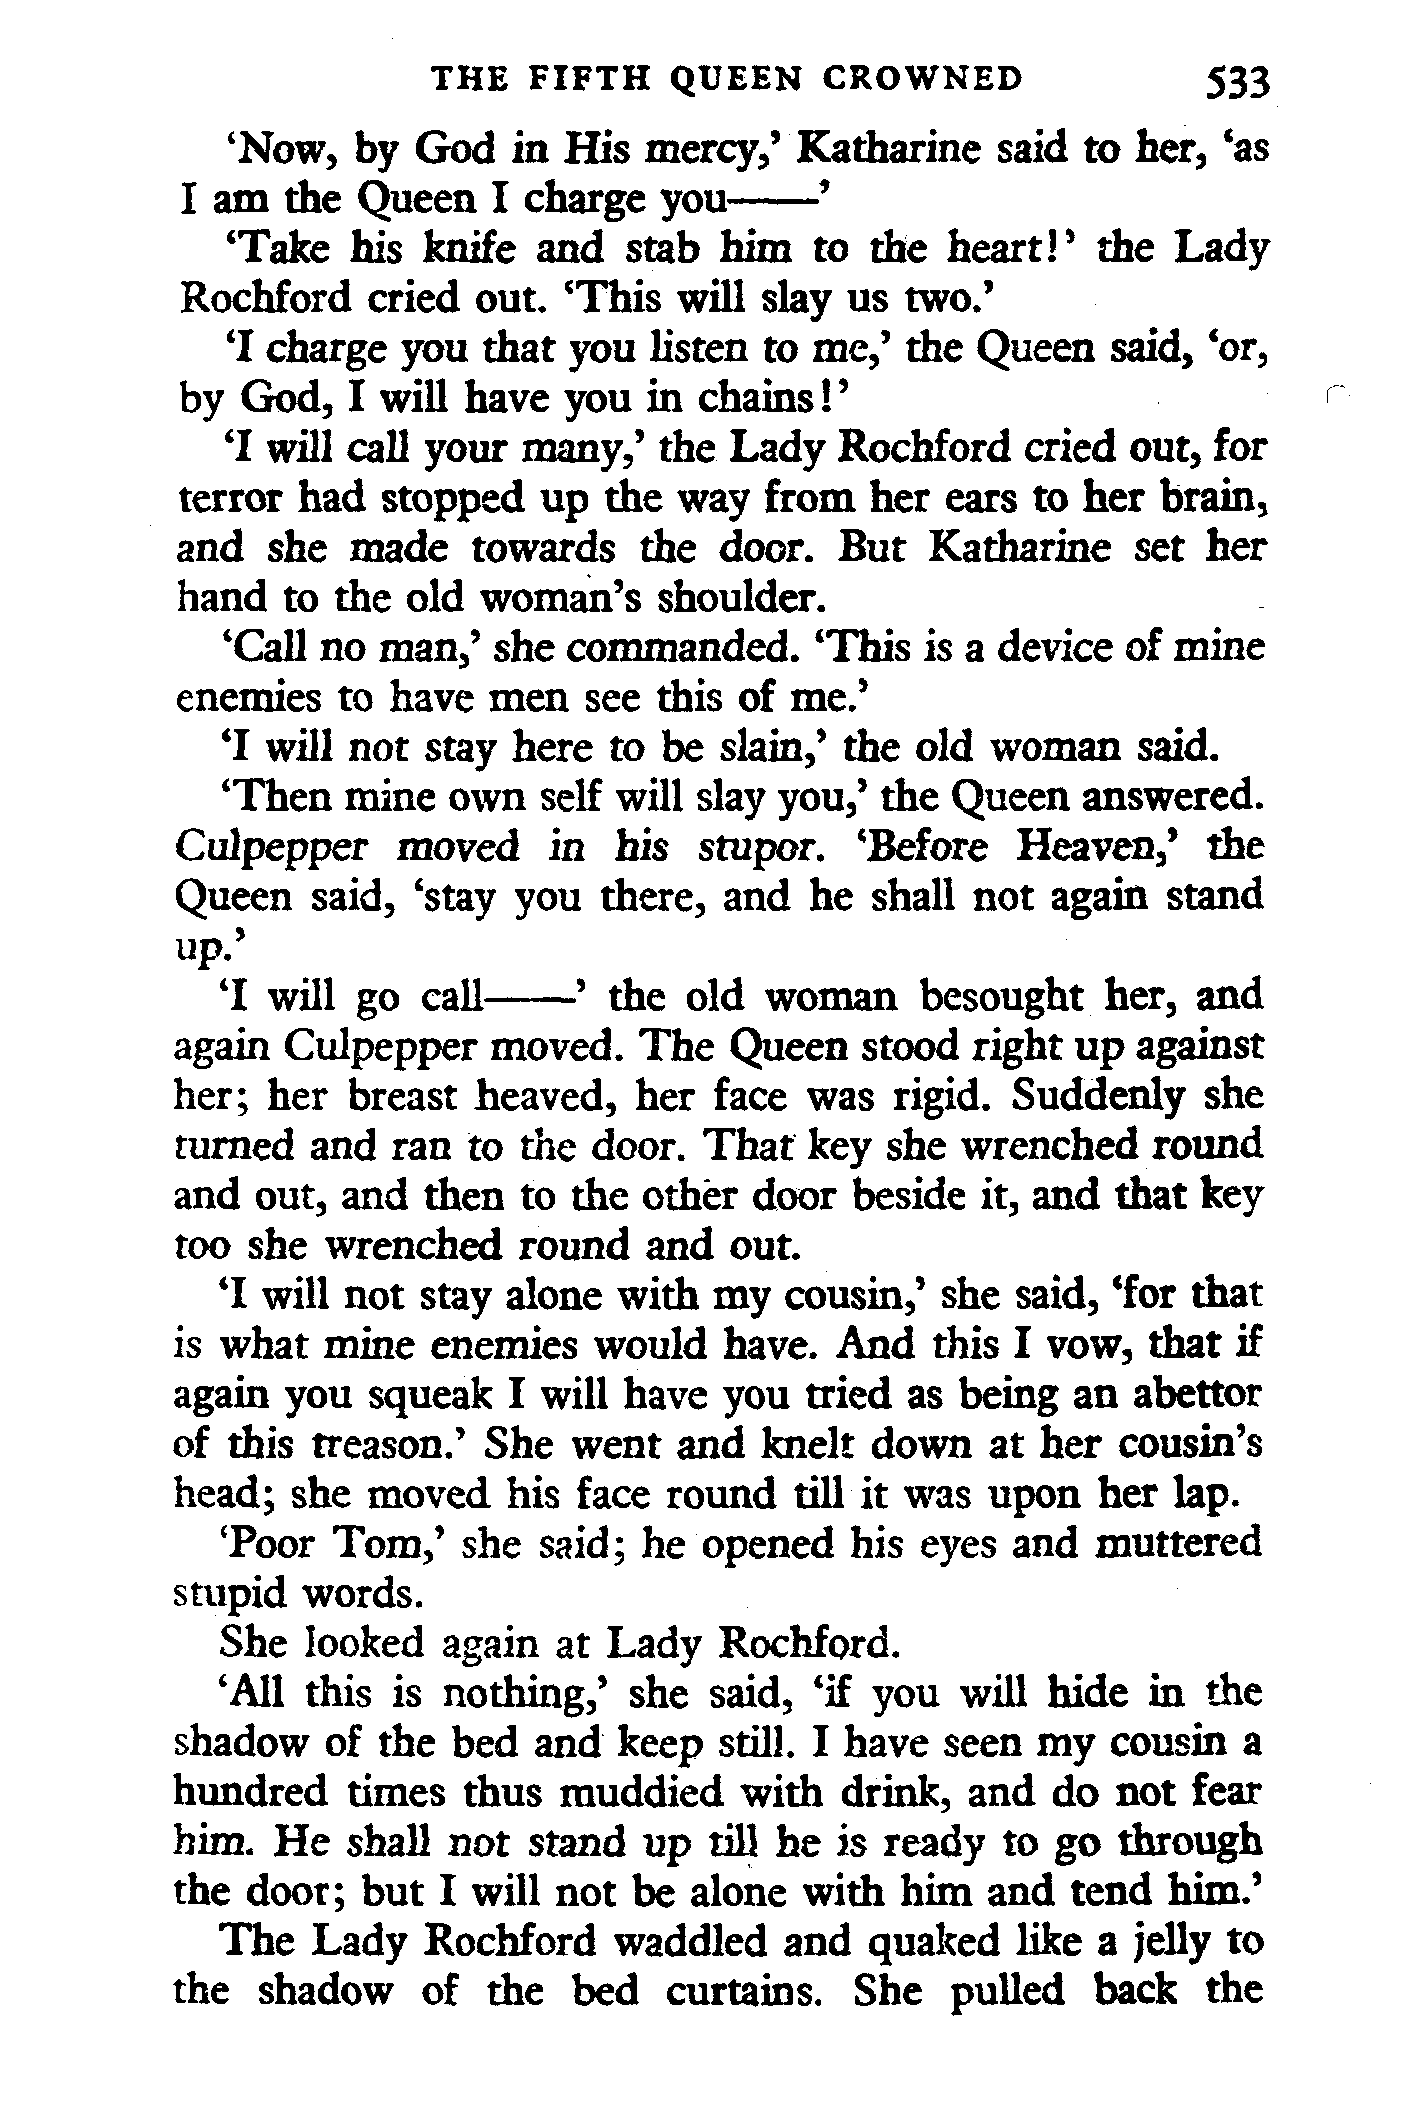 THE FIFTH QUEEN CROWNED 533
‘Now, by God in His mercy,’ Katharine said to her, ‘as
I am the Queen I charge you——’
‘Take his knife and stab him to the heart!’ the Lady
Rochford cried out. ‘This will slay us two.’
‘I charge you that you listen to me,’ the Queen said, ‘or,
by God, I will have you in chains!’
‘I will call your many,’ the Lady Rochford cried out, for
terror had stopped up the way from her ears to her brain,
and she made towards the door. But Katharine set her
hand to the old woman’s shoulder.
‘Call no man,’ she commanded. ‘This is a device of mine
enemies to have men see this of me.’
‘I will not stay here to be slain,’ the old woman said.
‘Then mine own self will slay you,’ the Queen answered.
Culpepper moved in his stupor. ‘Before Heaven,’ the
Queen said, ‘stay you there, and he shall not again stand
up.’
‘I will go call——’ the old woman besought her, and
again Culpepper moved. The Queen stood right up against
her; her breast heaved, her face was rigid. Suddenly she
turned and ran to the door. That key she wrenched round
and out, and then to the other door beside it, and that key
too she wrenched round and out.
‘I will not stay alone with my cousin,’ she said, ‘for that
is what mine enemies would have. And this I vow, that if
again you squeak I will have you tried as being an abettor
of this treason.’ She went and knelt down at her cousin’s
head; she moved his face round till it was upon her lap.
‘Poor Tom,’ she said; he opened his eyes and muttered
stupid words.
She looked again at Lady Rochford.
‘All this is nothing,’ she said, ‘if you will hide in the
shadow of the bed and keep still. I have seen my cousin a
hundred times thus muddied with drink, and do not fear
him. He shall not stand up till he is ready to go through
the door; but I will not be alone with him and tend him.’
The Lady Rochford waddled and quaked like a jelly to
the shadow of the bed curtains. She pulled back the